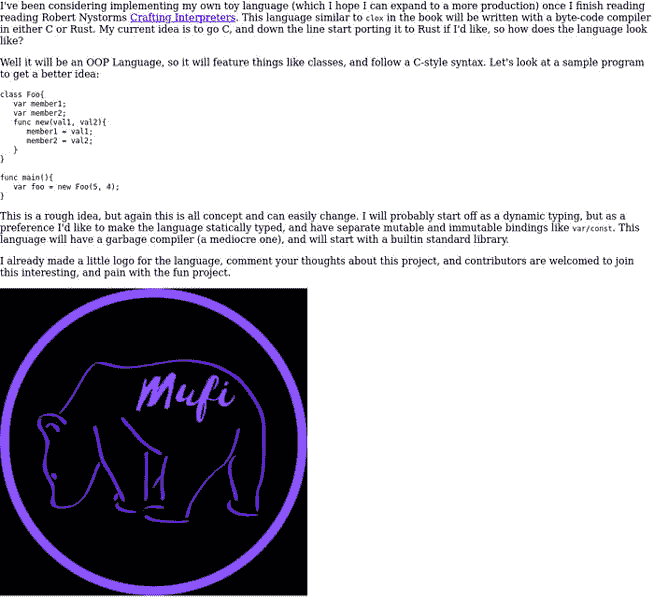 I've been considering implementing my own toy language (which I hope I can expand to a more production) once I finish reading
reading Robert Nystorms Crafting Interpreters. This language similar to clox in the book will be written with a byte-code compiler
in either C or Rust. My current idea is to go C, and down the line start porting it to Rust if I'd like, so how does the language look
like?
Well it will be an OOP Language, so it will feature things like classes, and follow a C-style syntax. Let's look at a sample program
to get a better idea:
class Foo{
   var member1;
   var member2;
   func new(val1, val2){
      member1 = val1;
      member2 = val2;
   }
}
func main(){
   var foo = new Foo(5, 4);
}
This is a rough idea, but again this is all concept and can easily change. I will probably start off as a dynamic typing, but as a
preference I'd like to make the language statically typed, and have separate mutable and immutable bindings like var/const. This
language will have a garbage compiler (a mediocre one), and will start with a builtin standard library.
I already made a little logo for the language, comment your thoughts about this project, and contributors are welcomed to join
this interesting, and pain with the fun project.
Mufi